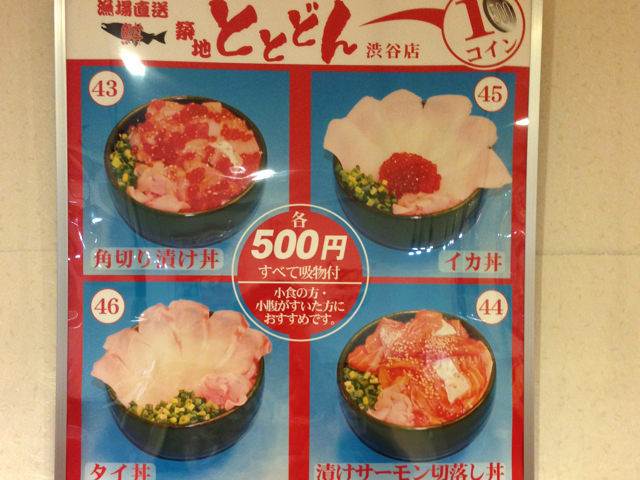 漁場直送
鮮
築地
ととどん
渋谷店
1
500
コイン
43
角切り漬け丼
45
イカ丼
各
500円
すべて吸物付
小食の方・
小腹がすいた方に
おすすめです。
46
タイ丼
44
漬けサーモン切落し丼